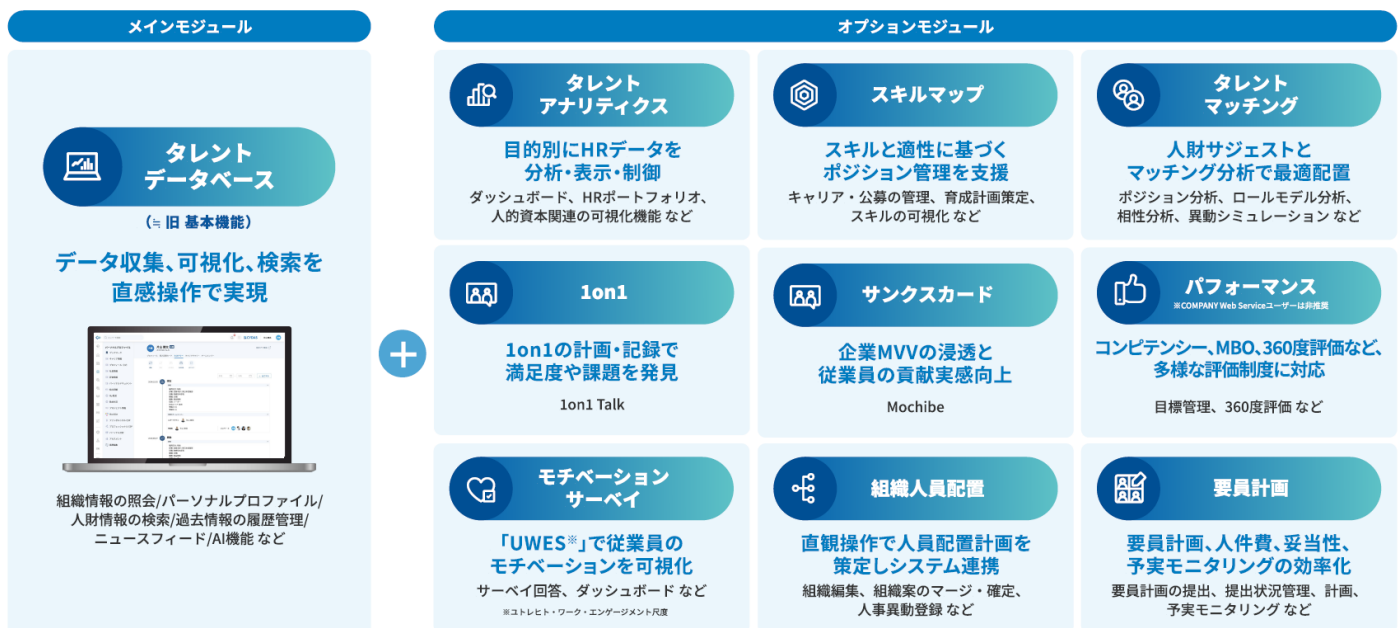 メインモジュール
タレント
データベース
（≒ 旧 基本機能）
データ収集、可視化、検索を
直感操作で実現
組織情報の照会/パーソナルプロファイル/
人財情報の検索/過去情報の履歴管理/
ニュースフィード/AI機能 など
オプションモジュール
タレント
アナリティクス
目的別にHRデータを
分析・表示・制御
ダッシュボード、HRポートフォリオ、
人的資本関連の可視化機能 など
スキルマップ
スキルと適性に基づく
ポジション管理を支援
キャリア・公募の管理、育成計画策定、
スキルの可視化 など
タレント
マッチング
人財サジェストと
マッチング分析で最適配置
ポジション分析、ロールモデル分析、
相性分析、異動シミュレーション など
1on1
1on1の計画・記録で
満足度や課題を発見
1on1 Talk
サンクスカード
企業MVVの浸透と
従業員の貢献実感向上
Mochibe
パフォーマンス
※COMPANY Web Serviceユーザーは非推奨
コンピテンシー、MBO、360度評価など、
多様な評価制度に対応
目標管理、360度評価 など
モチベーション
サーベイ
「UWES※」で従業員の
モチベーションを可視化
サーベイ回答、ダッシュボード など
※ユトレヒト・ワーク・エンゲージメント尺度
組織人員配置
直観操作で人員配置計画を
策定しシステム連携
組織編集、組織案のマージ・確定、
人事異動登録 など
要員計画
要員計画、人件費、妥当性、
予実モニタリングの効率化
要員計画の提出、提出状況管理、計画、
予実モニタリング など